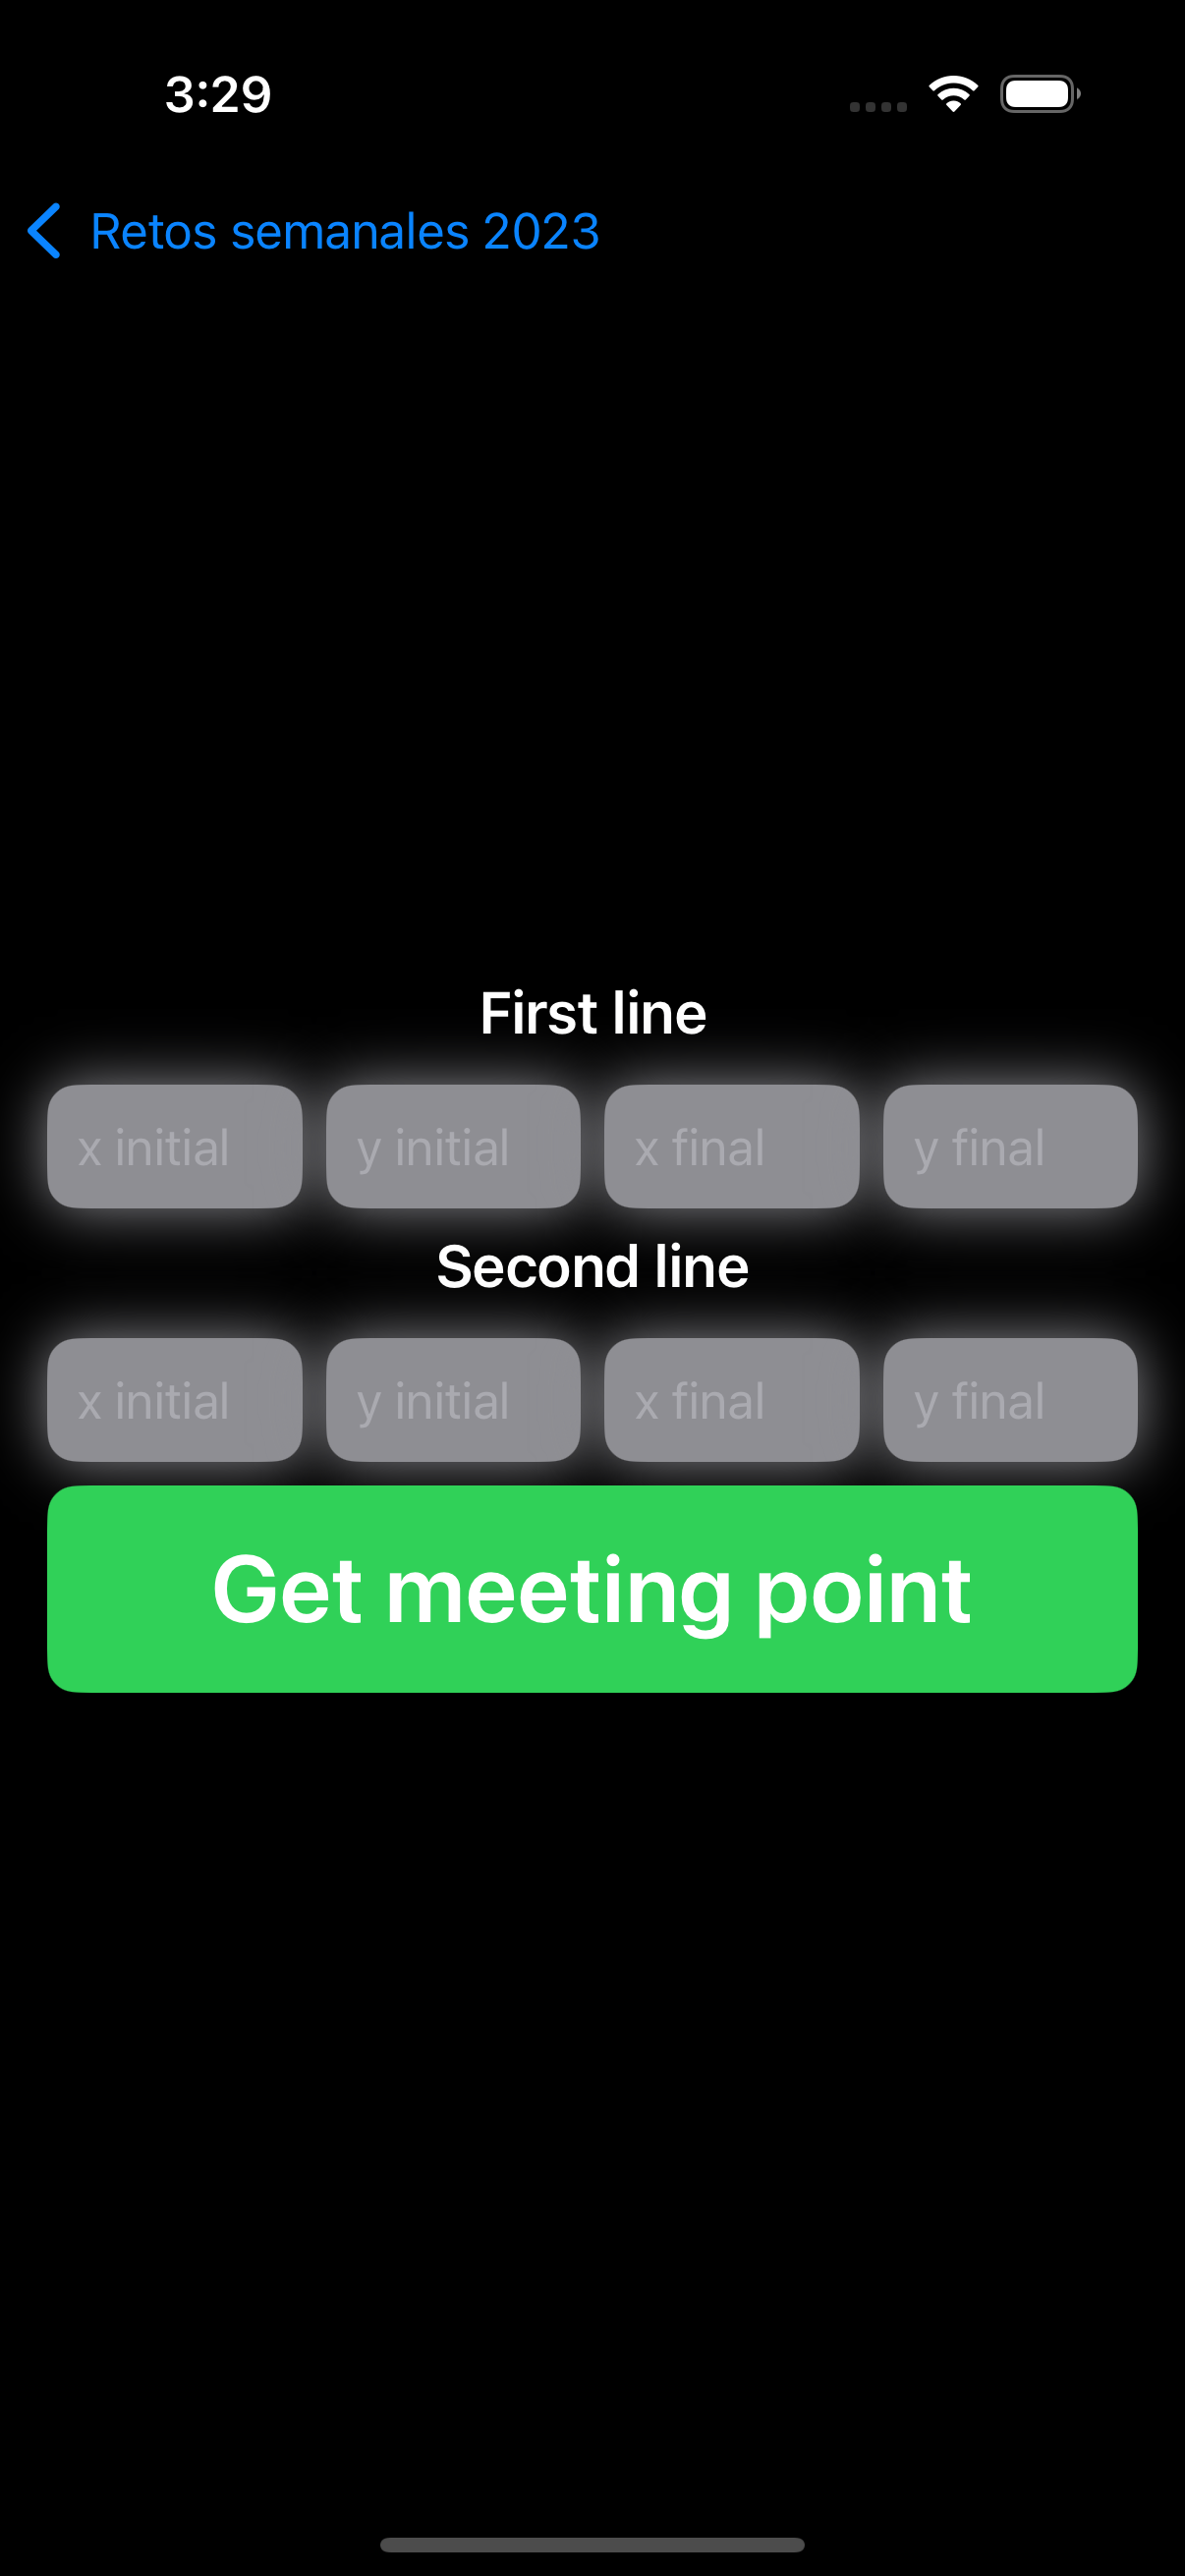 3:29
Retos semanales 2023
First line
x initial y initial x final y final
Second line
x initial y initial x final y final
Get meeting point